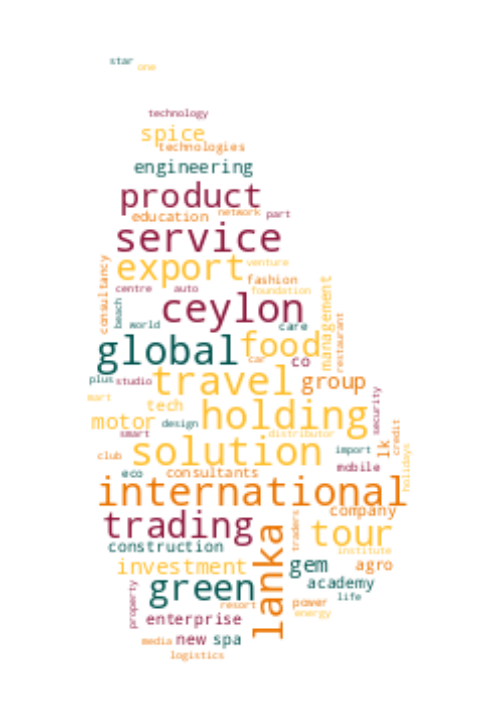 star
one
technology
spice
technologies
engineering
product
education
network
part
service
export
venture
consultancy
centre
auto
fashion
foundation
management
beach
world
ceylon
care
restaurant
global
food
car
co
plus
studio
travel
group
mart
tech
holding
security
motor
design
smart
distributor
credit
club
solution
import
lk
holidays
eco
consultants
mobile
international
company
trading
lanka
traders
tour
construction
institute
investment
gem
agro
green
academy
property
resort
power
life
energy
enterprise
media
new
spa
logistics